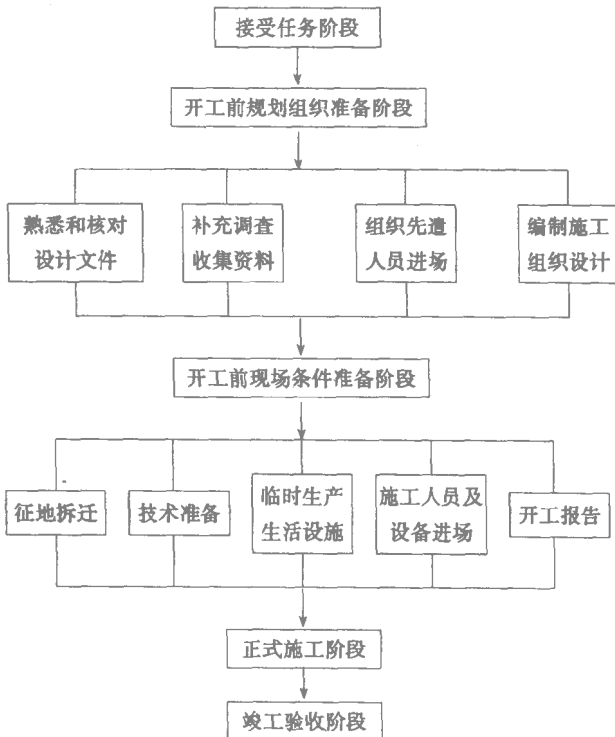 接受任务阶段
开工前规划组织准备阶段
熟悉和核对
设计文件
补充调查
收集资料
组织先遣
人员进场
编制施工
组织设计
开工前现场条件准备阶段
征地拆迁
技术准备
临时生产
生活设施
施工人员及
设备进场
开工报告
正式施工阶段
竣工验收阶段